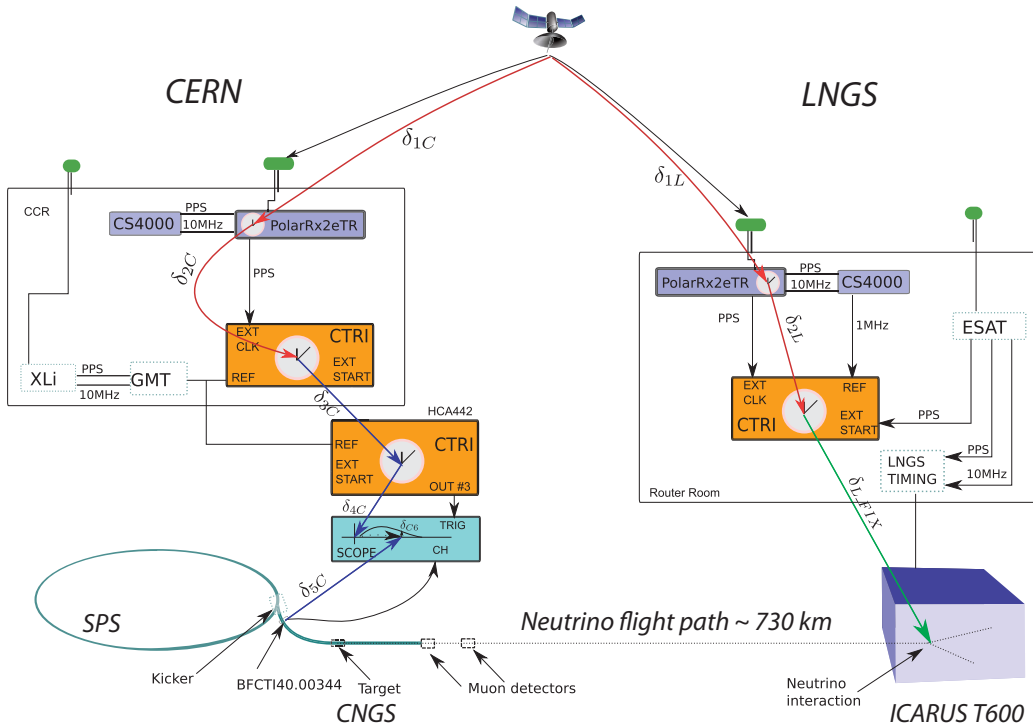 CERN
LNGS
δ1C
δ1L
CCR
PPS
CS4000
10MHz
PolarRx2eTR
δ2C
PPS
EXT
CLK
CTRI
EXT
START
REF
XLi
PPS
10MHz
GMT
δ3C
HCA442
REF
CTRI
EXT
START
OUT #3
δ4C
δC6
TRIG
SCOPE
CH
δ5C
SPS
Kicker
BFCTI40.00344
Target
CNGS
Muon detectors
Neutrino flight path ~ 730 km
PolarRx2eTR
PPS
10MHz
CS4000
δ2L
PPS
1MHz
ESAT
EXT
CLK
REF
CTRI
EXT
START
PPS
LNGS
TIMING
PPS
10MHz
Router Room
δL_FIX
Neutrino
interaction
ICARUS T600